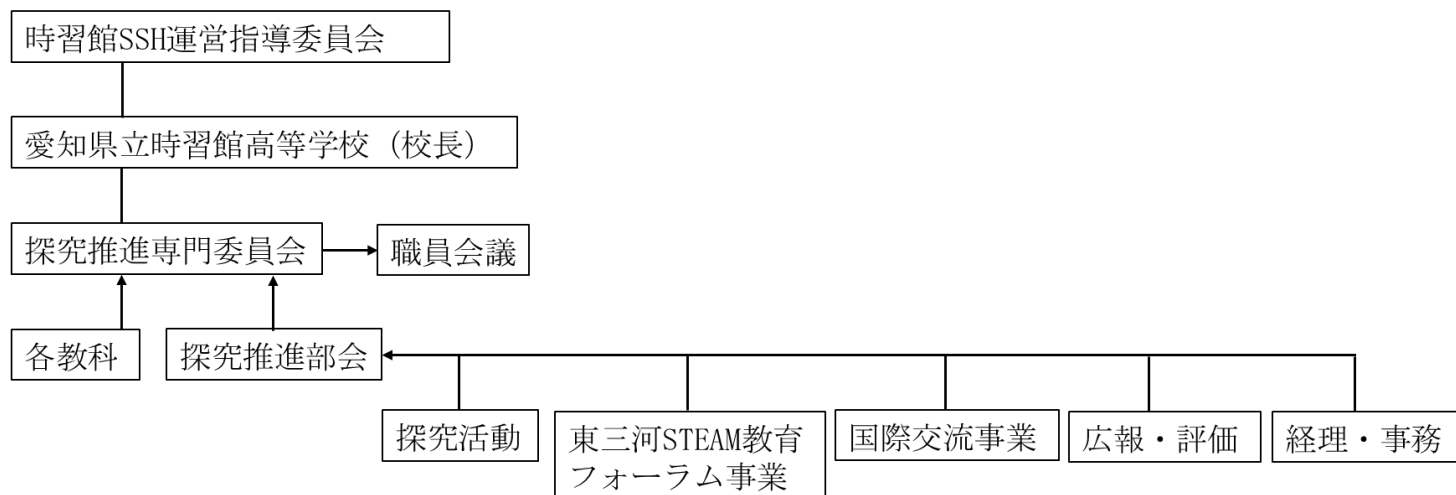 時習館SSH運営指導委員会
愛知県立時習館高等学校（校長）
探究推進専門委員会
職員会議
各教科
探究推進部会
探究活動
東三河STEAM教育
フォーラム事業
国際交流事業
広報・評価
経理・事務